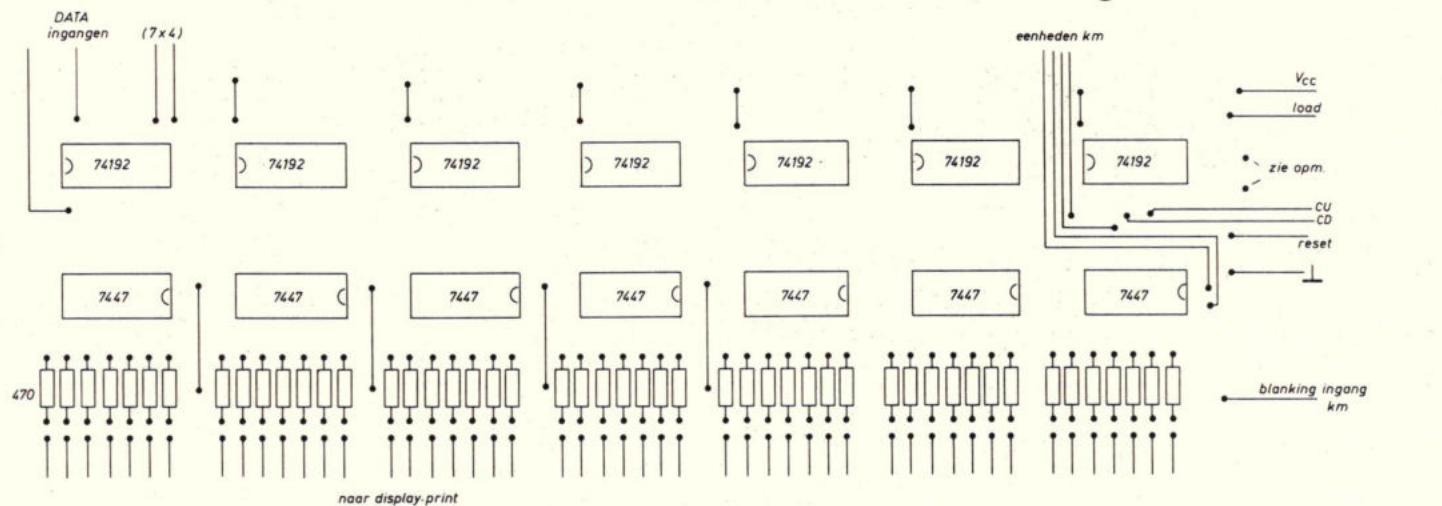 DATA
ingangen (7x4)
eenheden km
Vcc
load
74192 74192 74192 74192 74192 74192 74192
zie opm.
CU
CD
reset
7447 7447 7447 7447 7447 7447 7447
470
blanking ingang
km
naar display-print